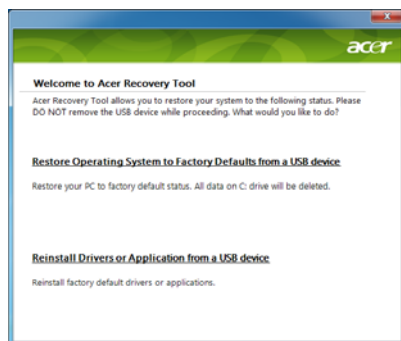 acer
Welcome to Acer Recovery Tool
Acer Recovery Tool allows you to restore your system to the following status. Please
DO NOT remove the USB device while proceeding. What would you like to do?
Restore Operating System to Factory Defaults from a USB device
Restore your PC to factory default status. All data on C: drive will be deleted.
Reinstall Drivers or Application from a USB device
Reinstall factory default drivers or applications.